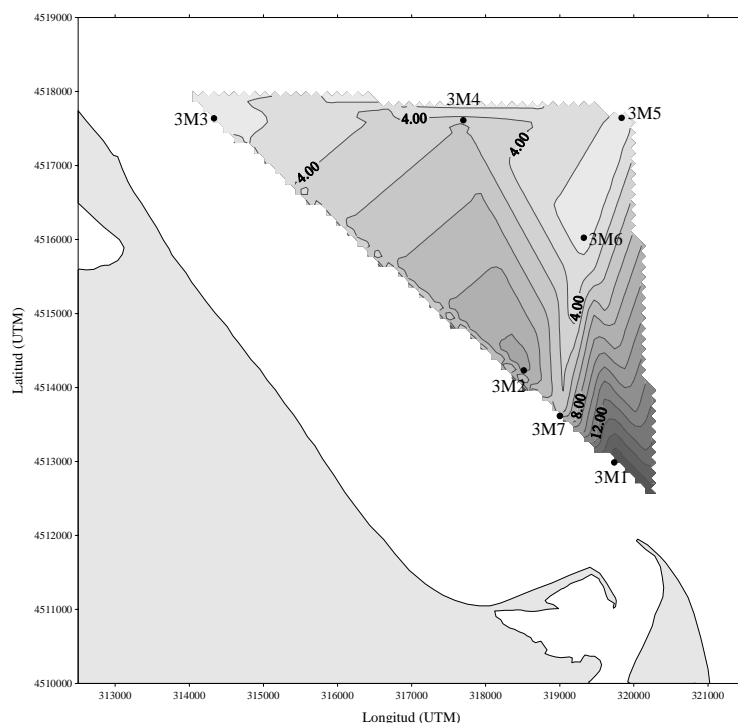 4519000
4518000
4517000
4516000
4515000
4514000
4513000
4512000
4511000
4510000
Latitud (UTM)
3M4
3M3
4.00
3M5
4.00
4.00
3M6
4.00
3M2
8.00
12.00
3M7
3M1
313000 314000 315000 316000 317000 318000 319000 320000 321000
Longitud (UTM)